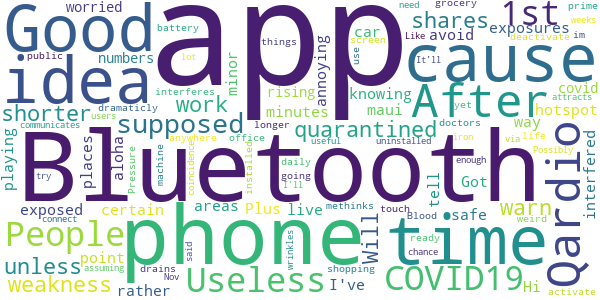 worried Good app cause 1st
public numbers battery things shares car avoid exposures need grocery weeks prime
im Like screen use deactivate
idea lot It'll
interferes minor annoying After covid
shorter work rising knowing maui yet doctors hotspot
dramaticly users minutes longer attracts
communicates supposed quarantined way
playing places aloha anywhere office via life
Bluetooth Qardio interfered
try machine coincidence installed daily useful uninstalled iron
Pressure I'll going enough Possibly
exposed certain areas live tell safe
connect People phone Will time warn
Plus methinks touch Got weird
unless point said wrinkles Blood ready chance
assuming drains Nov shopping COVID19 Hi
weakness rather Useless I've activate